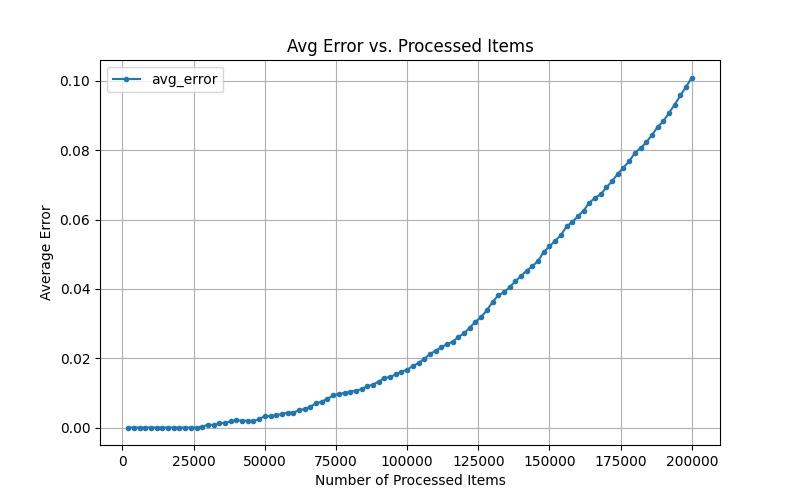 Avg Error vs. Processed Items
avg_error
Average Error
0.10
0.08
0.06
0.04
0.02
0.00
0 25000 50000 75000 100000 125000 150000 175000 200000
Number of Processed Items